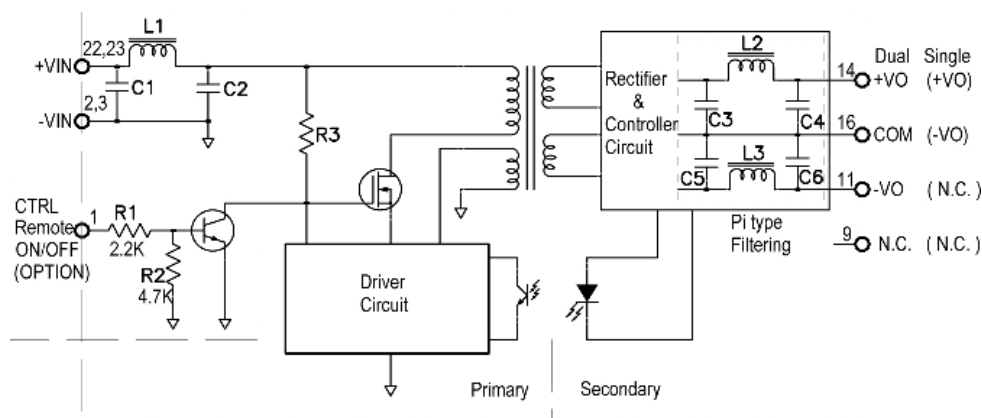 L1
22,23
+VIN
C1
C2
2,3
-VIN
R3
CTRL
Remote
ON/OFF
(OPTION)
1
R1
2.2K
R2
4.7K
Driver
Circuit
Primary
Secondary
Rectifier
&
Controller
Circuit
L2
C3
C4
L3
C5
C6
Pi type
Filtering
Dual Single
14 +VO (+VO)
16 COM (-VO)
11 -VO ( N.C. )
9 N.C. ( N.C. )